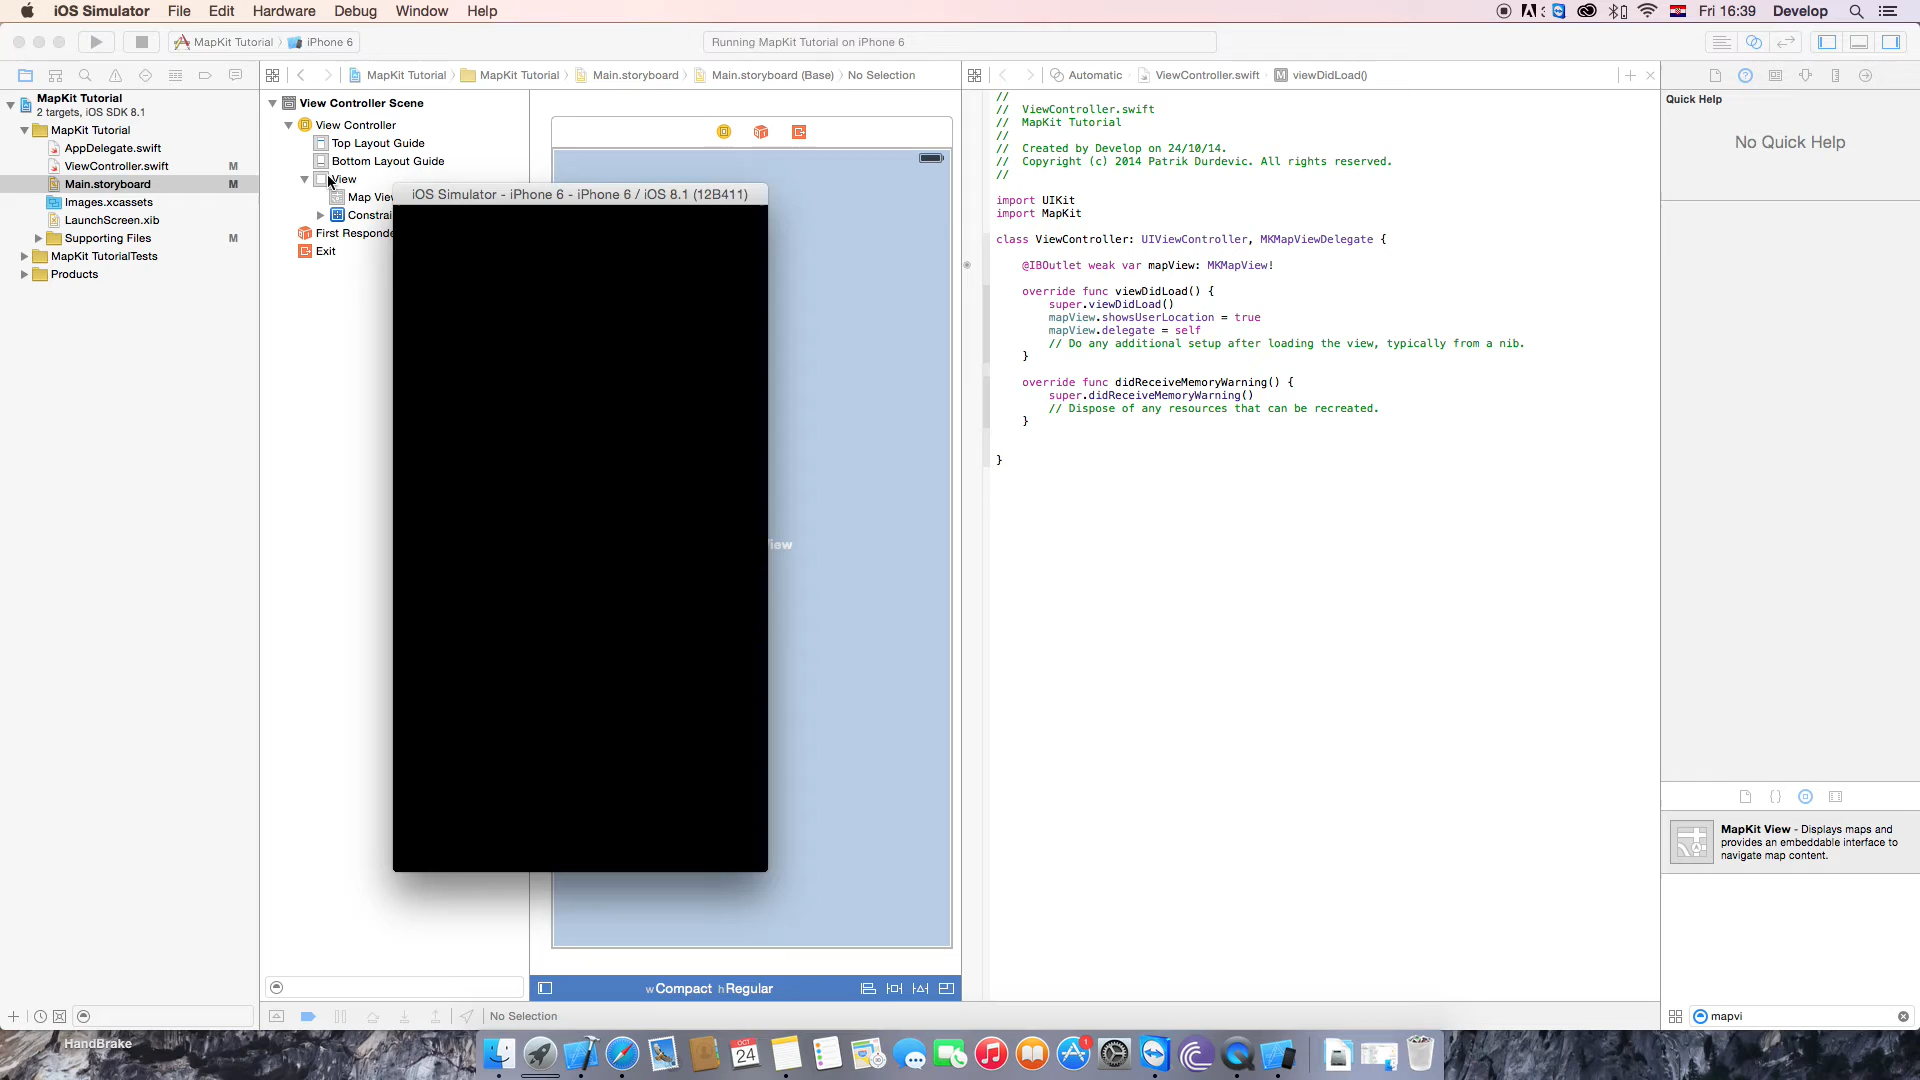 iOS Simulator File Edit Hardware Debug Window Help
Fri 16:39 Develop
MapKit Tutorial iPhone 6
Running MapKit Tutorial on iPhone 6
MapKit Tutorial MapKit Tutorial Main.storyboard Main.storyboard (Base) No Selection
Automatic ViewController.swift viewDidLoad()
MapKit Tutorial
2 targets, iOS SDK 8.1
MapKit Tutorial
AppDelegate.swift
ViewController.swift M
Main.storyboard M
Images.xcassets
LaunchScreen.xib
Supporting Files M
MapKit TutorialTests
Products
View Controller Scene
View Controller
Top Layout Guide
Bottom Layout Guide
View
Map Vie
Constrai
First Responde
Exit
iOS Simulator - iPhone 6 - iPhone 6 / iOS 8.1 (12B411)
iew
wCompact hRegular
No Selection
//
// ViewController.swift
// MapKit Tutorial
//
// Created by Develop on 24/10/14.
// Copyright (c) 2014 Patrik Durdevic. All rights reserved.
//
import UIKit
import MapKit
class ViewController: UIViewController, MKMapViewDelegate {
@IBOutlet weak var mapView: MKMapView!
override func viewDidLoad() {
super.viewDidLoad()
mapView.showsUserLocation = true
mapView.delegate = self
// Do any additional setup after loading the view, typically from a nib.
}
override func didReceiveMemoryWarning() {
super.didReceiveMemoryWarning()
// Dispose of any resources that can be recreated.
}
}
Quick Help
No Quick Help
MapKit View - Displays maps and
provides an embeddable interface to
navigate map content.
mapvi
HandBrake
OCT
24
1